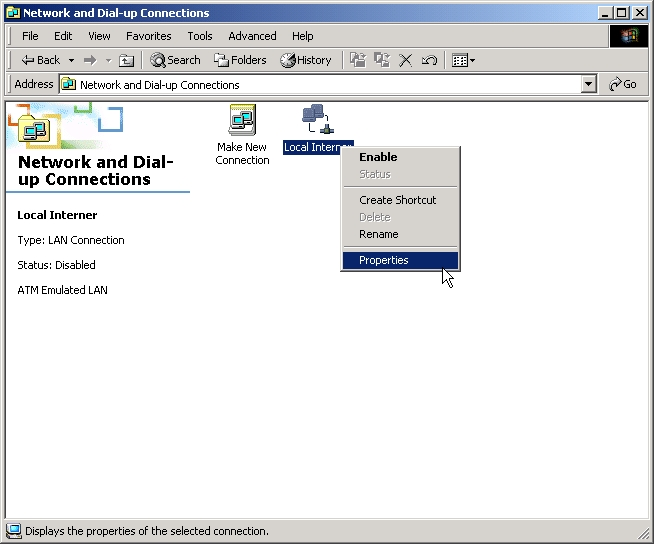 Network and Dial-up Connections
File Edit View Favorites Tools Advanced Help
Back Search Folders History
Address Network and Dial-up Connections Go
Network and Dial-
up Connections
Local Interner
Type: LAN Connection
Status: Disabled
ATM Emulated LAN
Make New
Connection
Local Interner
Enable
Status
Create Shortcut
Delete
Rename
Properties
Displays the properties of the selected connection.